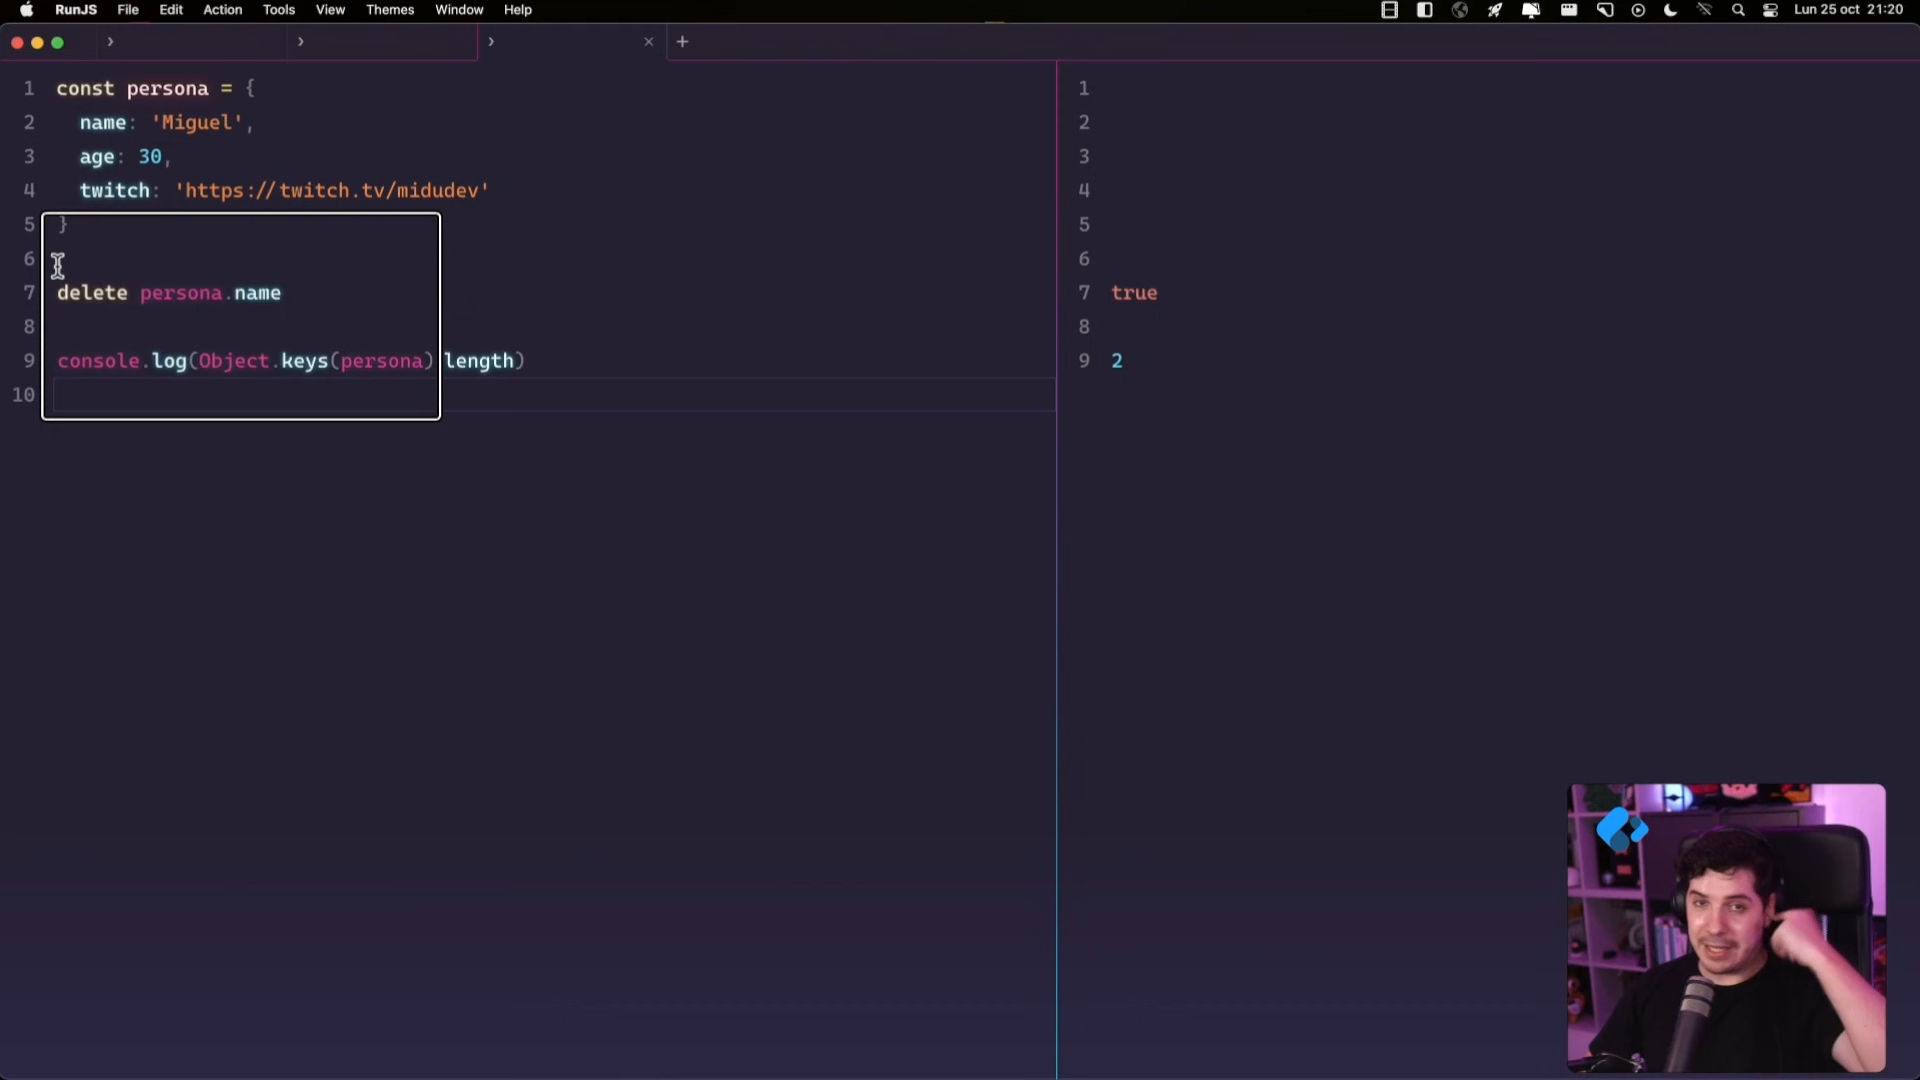 RunJS File Edit Action Tools View Themes Window Help Lun 25 oct 21:20
1 const persona = {
2 name: 'Miguel',
3 age: 30,
4 twitch: 'https://twitch.tv/midudev'
5 }
6
7 delete persona.name
8
9 console.log(Object.keys(persona) length)
10
1
2
3
4
5
6
7 true
8
9 2